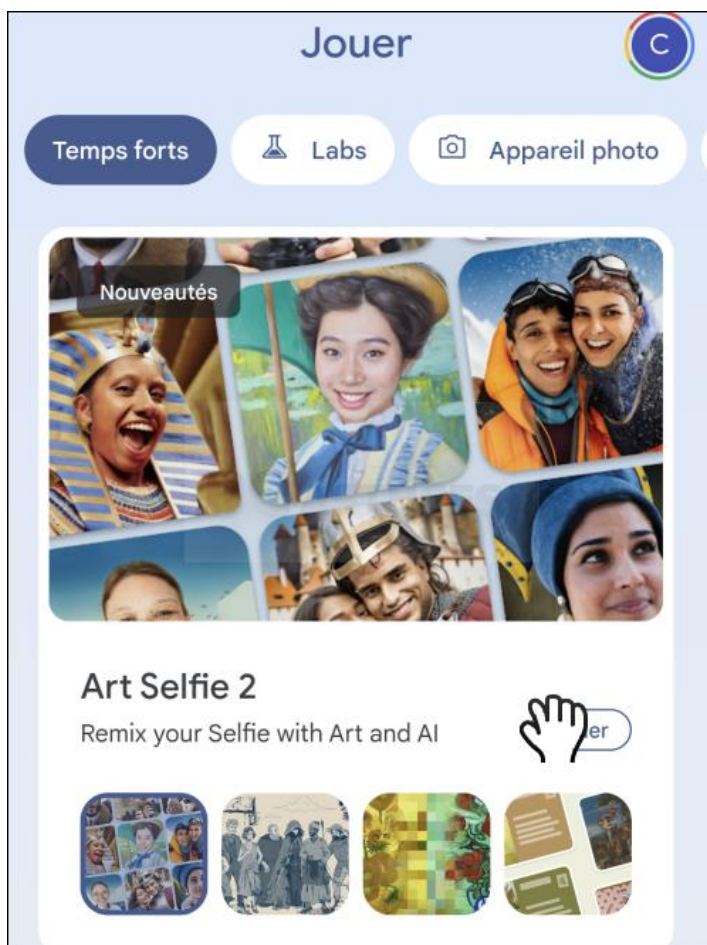 Jouer
C
Temps forts
Labs
Appareil photo
Nouveautés
Art Selfie 2
Remix your Selfie with Art and AI